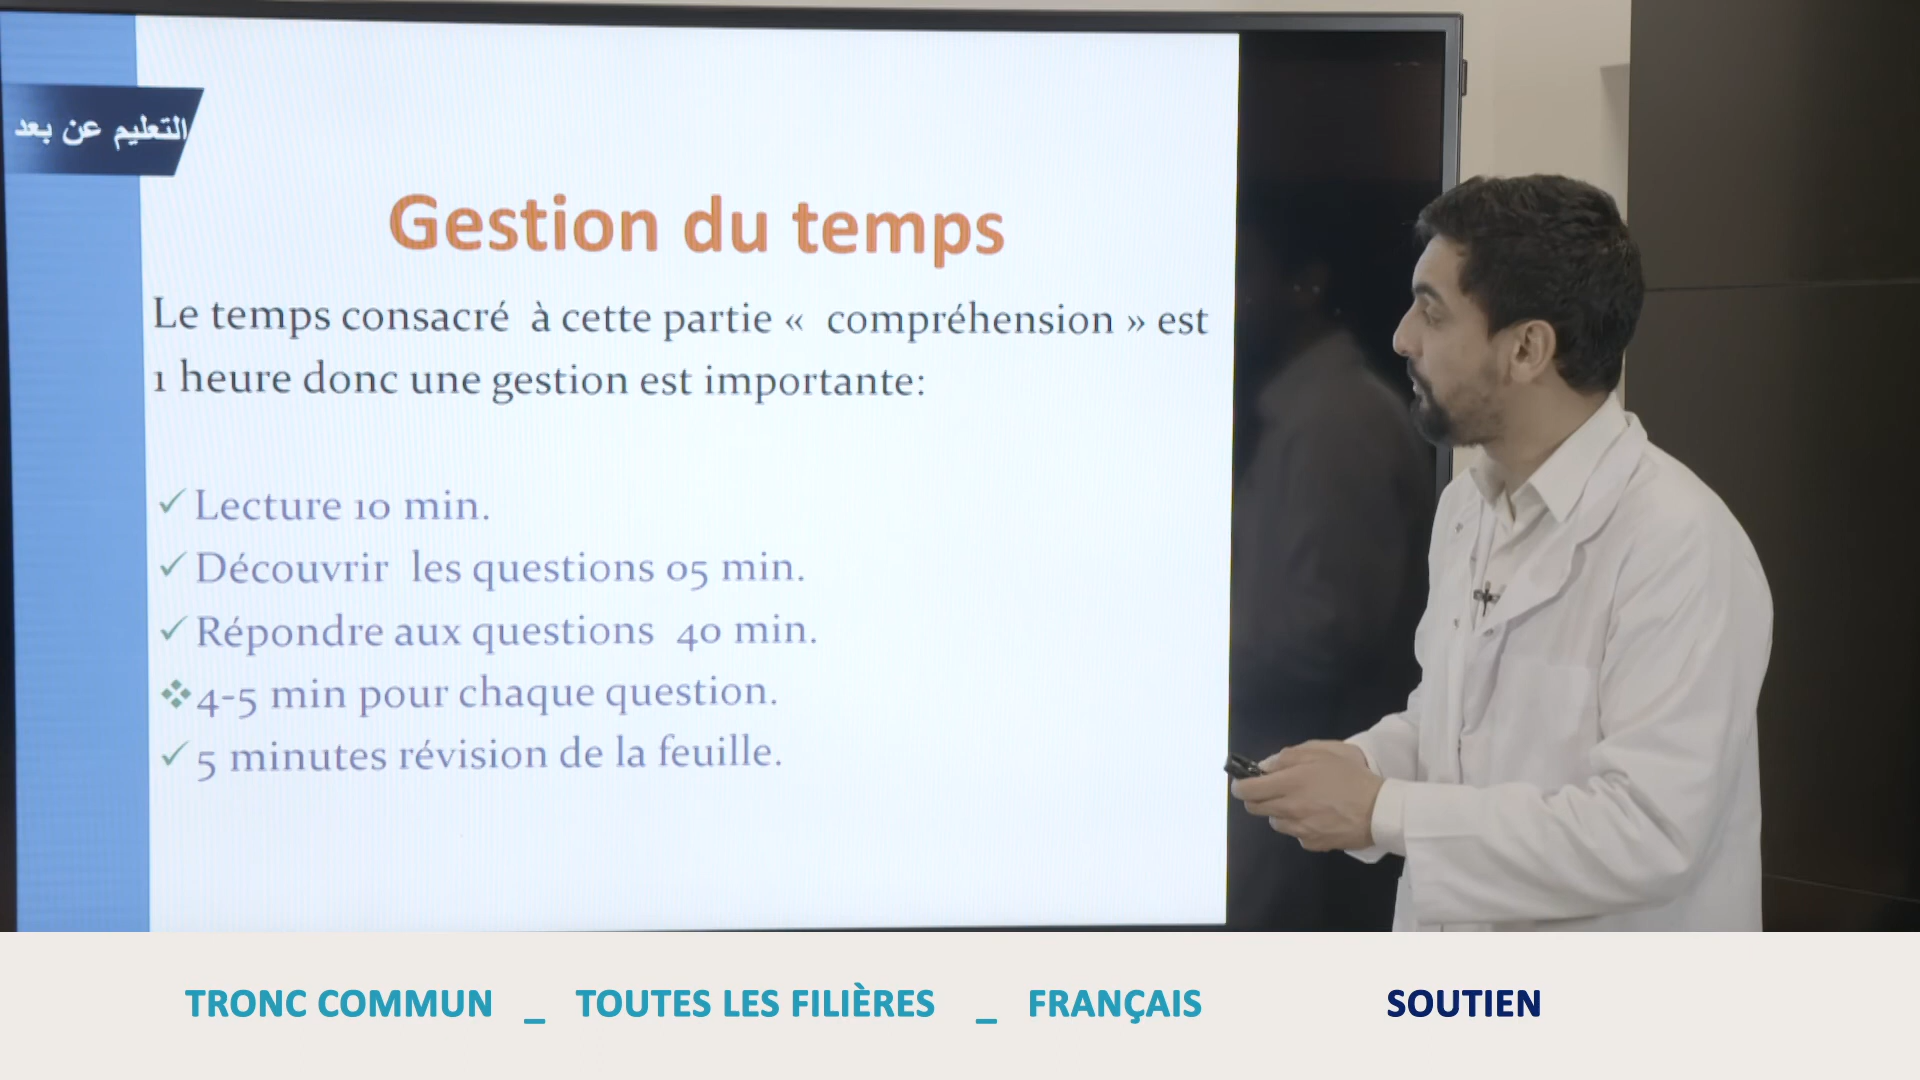 التعليم عن بعد
Gestion du temps
Le temps consacré à cette partie « compréhension » est
1 heure donc une gestion est importante:
✓ Lecture 10 min.
✓ Découvrir les questions 05 min.
✓ Répondre aux questions 40 min.
❖ 4-5 min pour chaque question.
✓ 5 minutes révision de la feuille.
TRONC COMMUN _ TOUTES LES FILIÈRES _ FRANÇAIS SOUTIEN